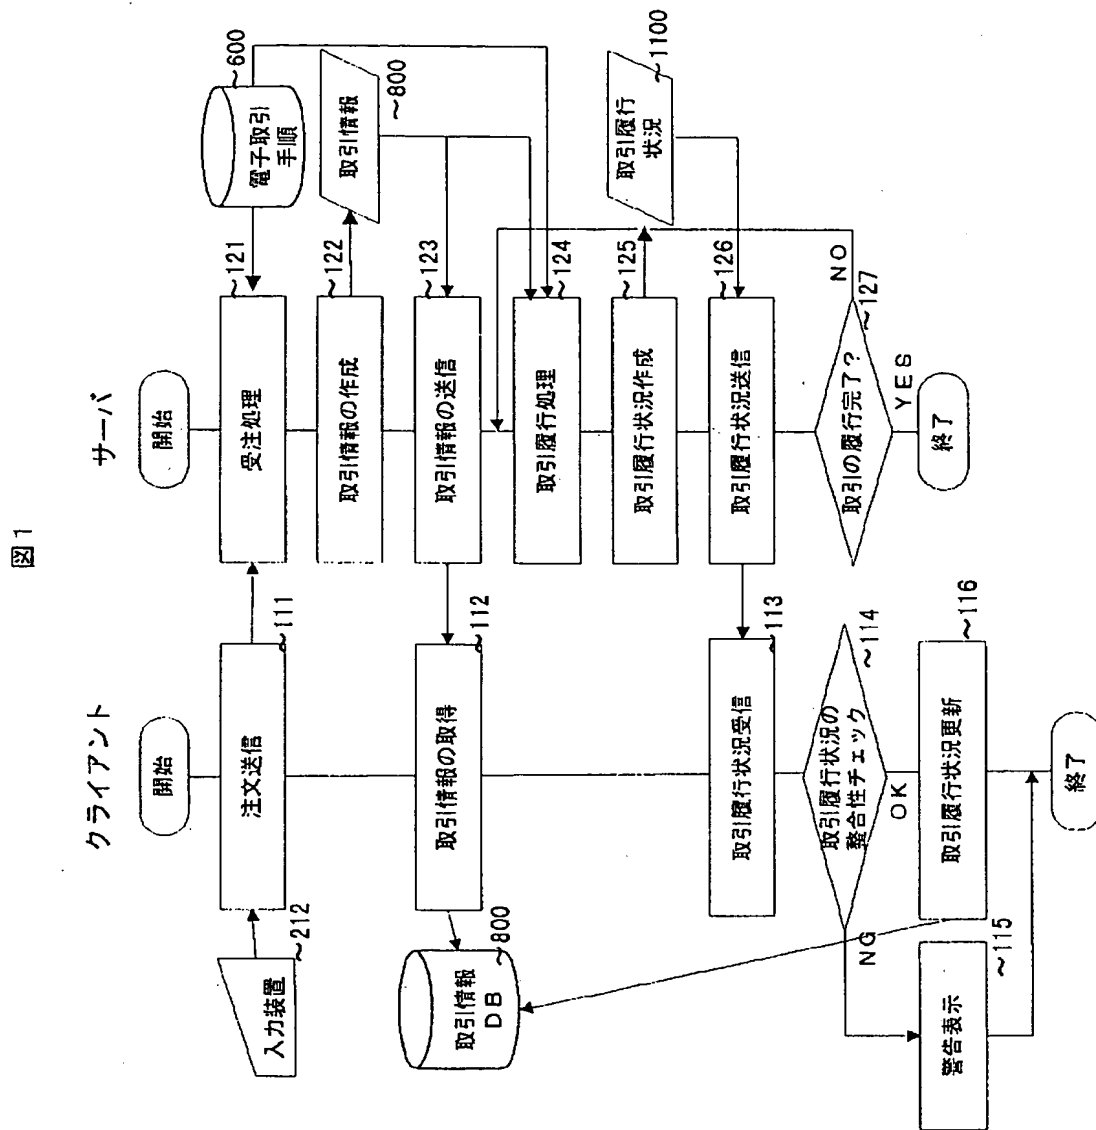 図1
クライアント
サーバ
開始
入力装置
212
注文送信
111
取引情報の取得
112
取引情報
DB
800
取引履行状況受信
113
取引履行状況の
整合性チェック
114
NG
OK
警告表示
115
取引履行状況更新
116
終了
開始
受注処理
121
電子取引
手順
600
取引情報の作成
122
取引情報
800
取引情報の送信
123
取引履行処理
124
取引履行状況作成
125
取引履行
状況
1100
取引履行状況送信
126
取引の履行完了?
127
NO
YES
終了